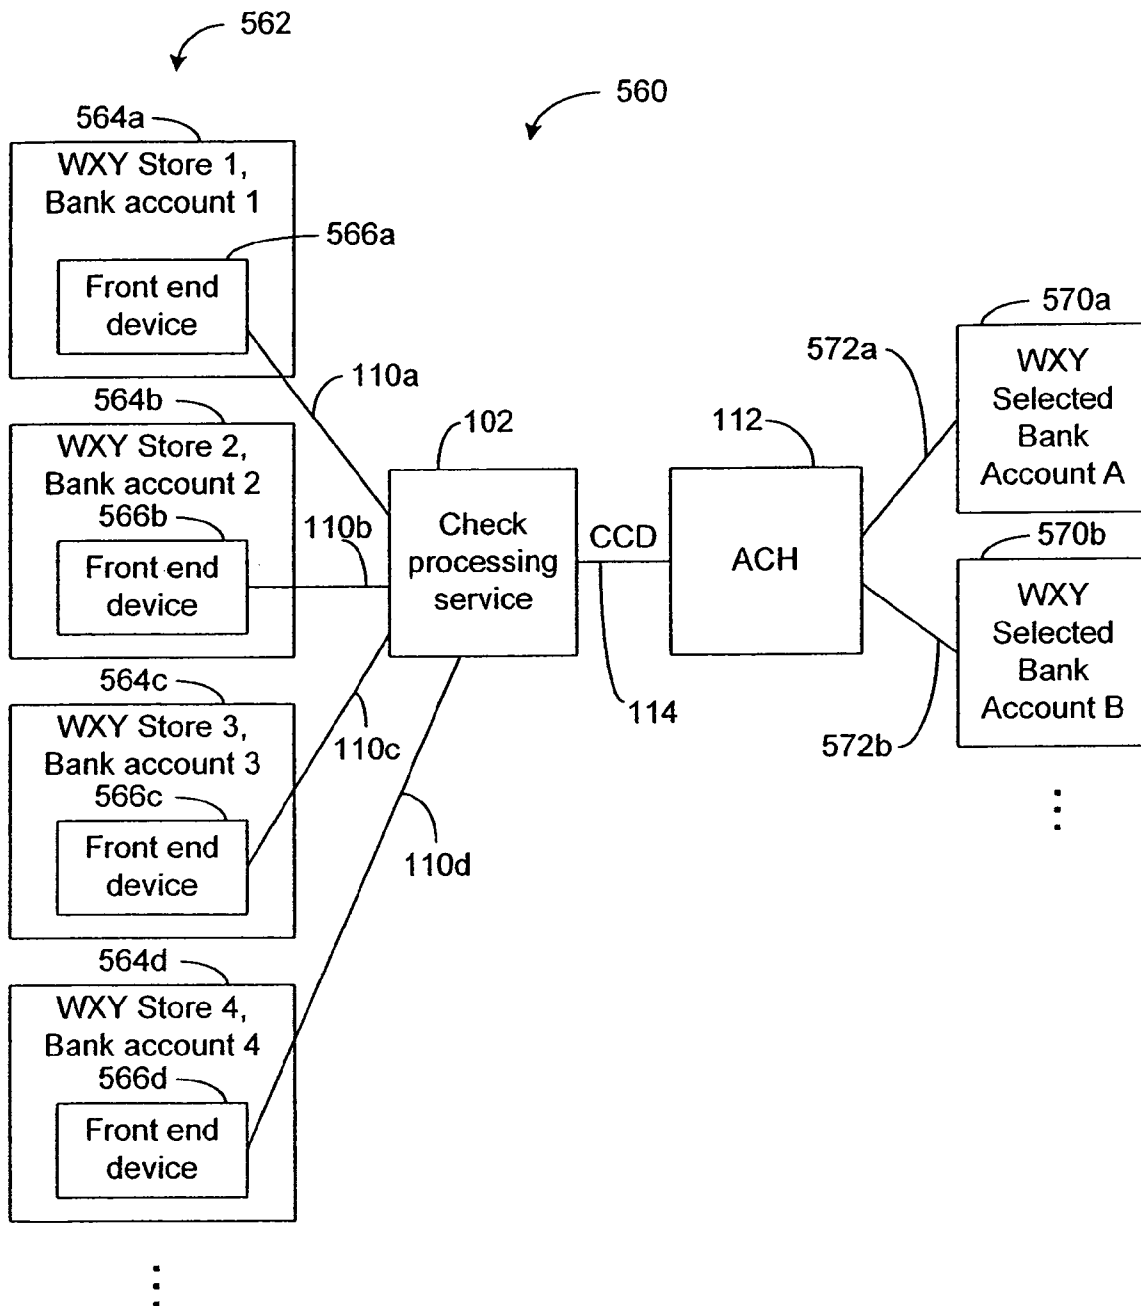 562
560
564a
WXY Store 1,
Bank account 1
566a
Front end
device
110a
564b
WXY Store 2,
Bank account 2
566b
Front end
device
110b
564c
WXY Store 3,
Bank account 3
566c
Front end
device
110c
564d
WXY Store 4,
Bank account 4
566d
Front end
device
110d
102
Check
processing
service
CCD
114
112
ACH
572a
570a
WXY
Selected
Bank
Account A
570b
WXY
Selected
Bank
Account B
572b